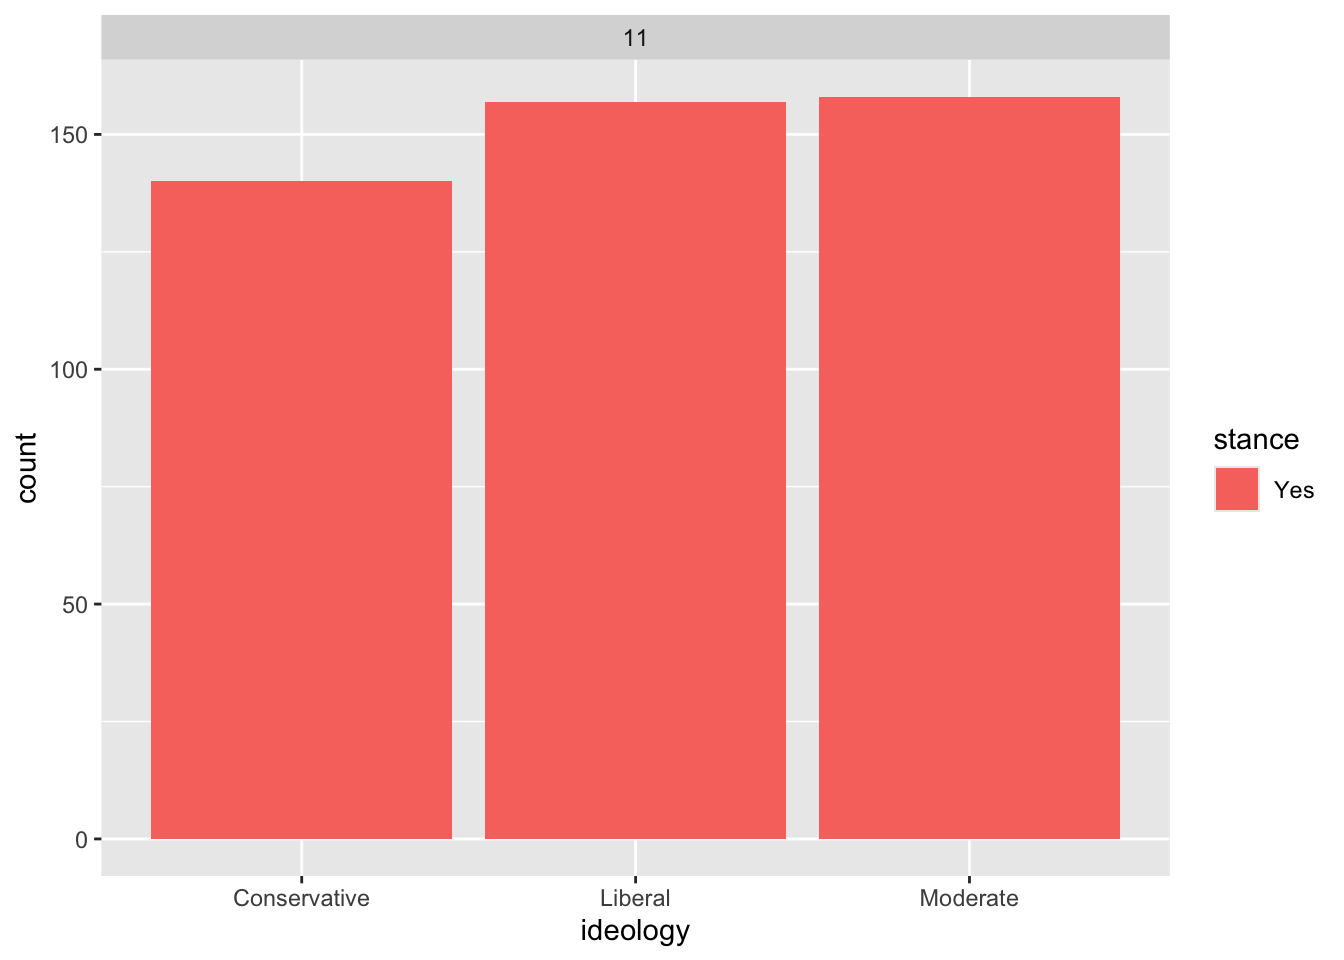 11
150
100
50
0
count
Conservative
Liberal
Moderate
ideology
stance
Yes